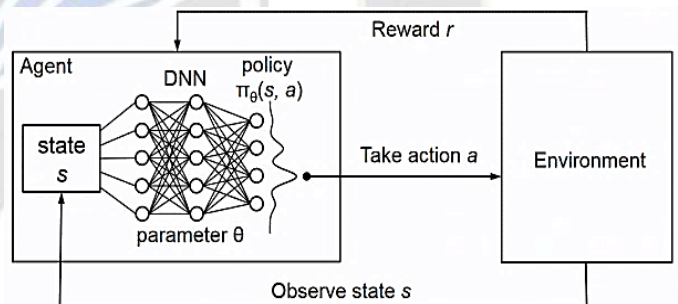 Reward r
Agent
DNN
policy
πθ(s, a)
state
s
Take action a
Environment
parameter θ
Observe state s